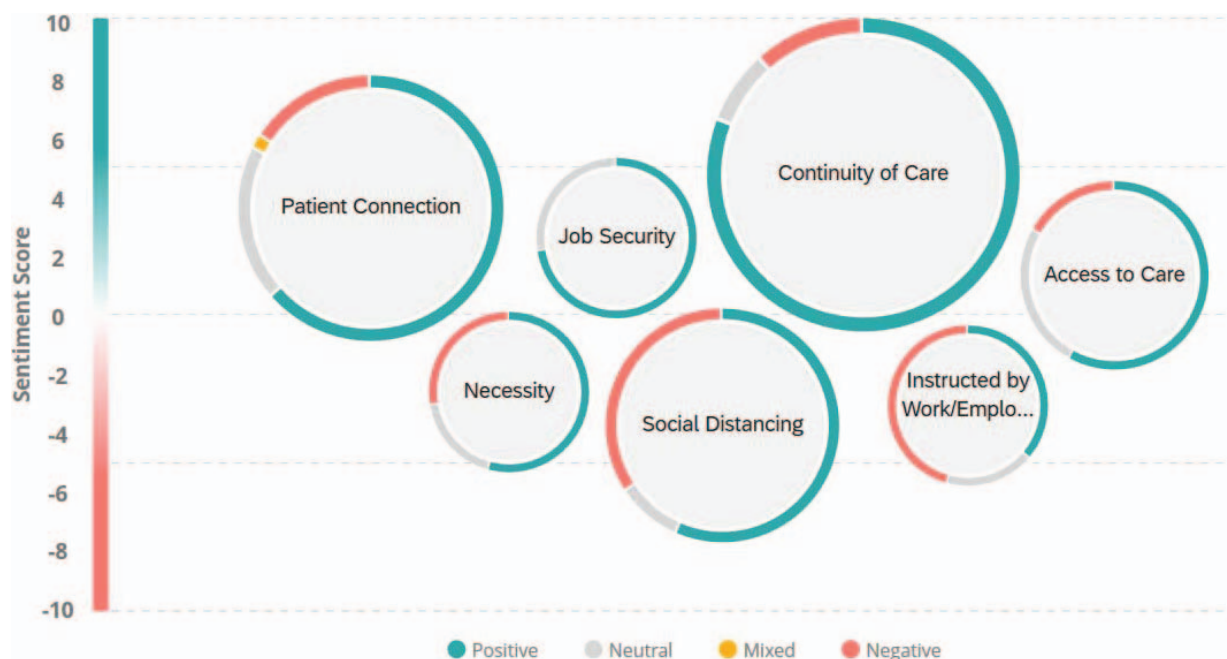 Sentiment Score
10
8
6
4
2
0
-2
-4
-6
-8
-10
Patient Connection
Job Security
Continuity of Care
Access to Care
Necessity
Social Distancing
Instructed by
Work/Emplo...
Positive
Neutral
Mixed
Negative